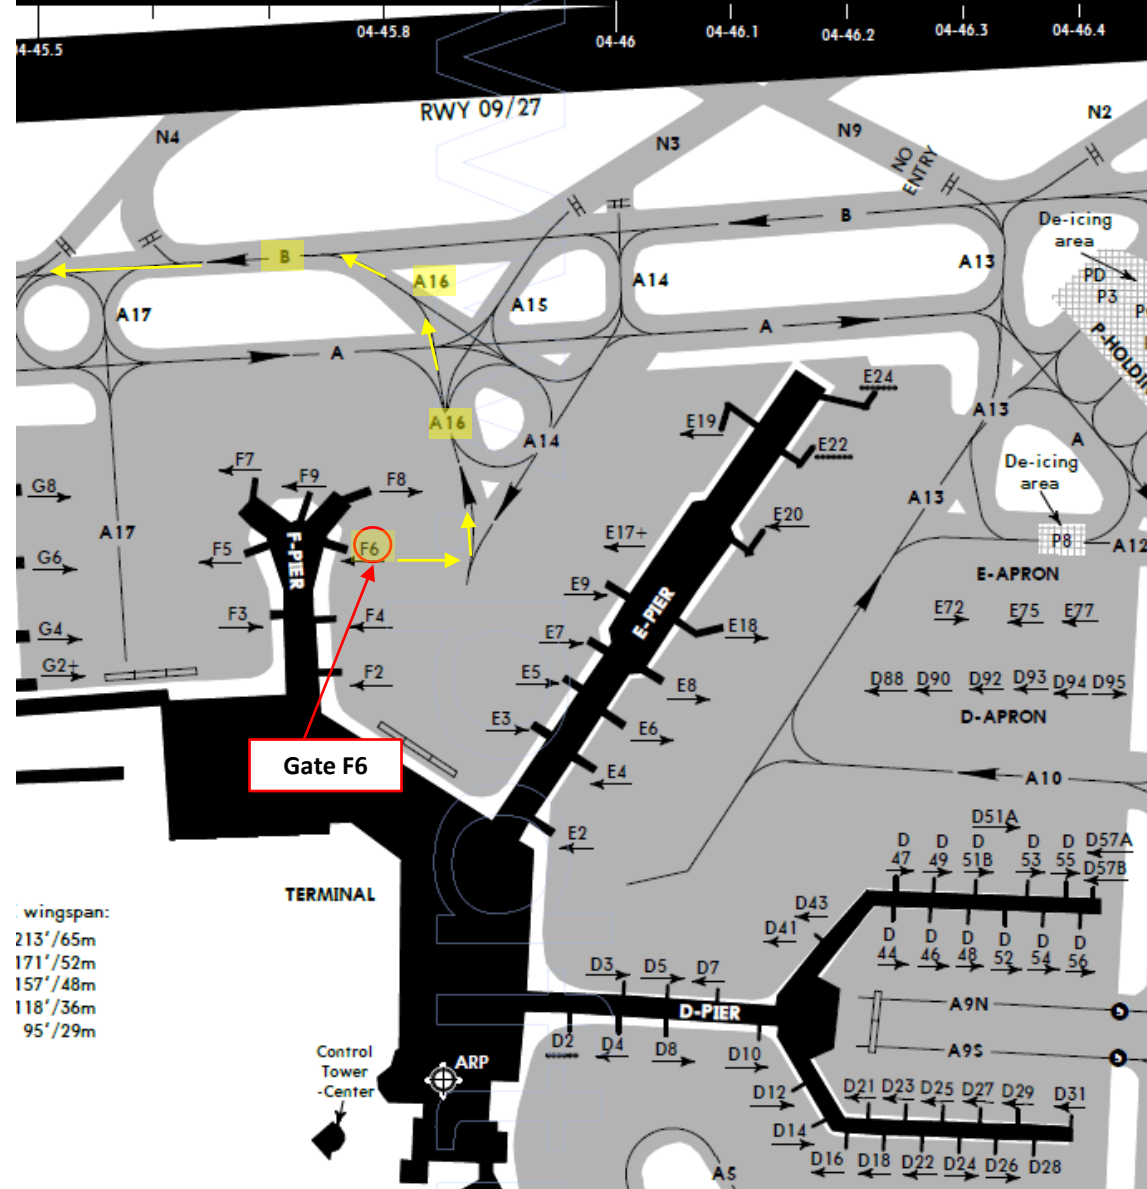 04-45.5
04-45.8
04-46
04-46.1
04-46.2
04-46.3
04-46.4
RWY 09/27
N4
N3
N9
N2
NO
ENTRY
B
B
De-icing
area
A16
A14
A13
PD
P3
A17
A15
A
A
P-HOLDIN
E24
A16
E19
A14
A13
A
E22
De-icing
area
F7
F9
F8
G8
A13
E20
A17
F-PIER
E17+
P8
A12
F5
F6
G6
E-APRON
E9
E-PIER
E72
E75
E77
F3
F4
E18
G4
E7
G2+
F2
E5
E8
D88
D90
D92
D93
D94
D95
D-APRON
E3
E6
Gate F6
E4
A10
D51A
E2
D
47
D
49
D
51B
D
53
D
55
D57A
D57B
TERMINAL
wingspan:
213'/65m
171'/52m
157'/48m
118'/36m
95'/29m
D43
D41
D
44
D
46
D
48
D
52
D
54
D
56
D3
D5
D7
A9N
D-PIER
D2
D4
D8
D10
A9S
Control
Tower
-Center
ARP
D12
D21
D23
D25
D27
D29
D31
D14
D16
D18
D22
D24
D26
D28
A5